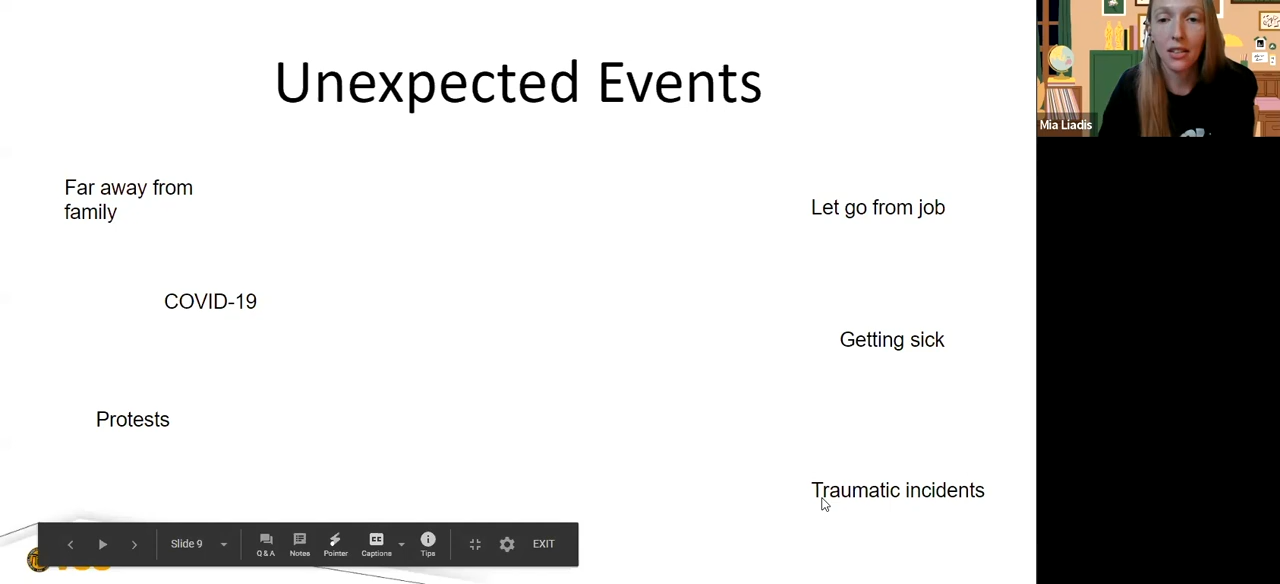 Unexpected Events
Mia Liadis
Far away from
family
Let go from job
COVID-19
Getting sick
Protests
Traumatic incidents
Slide 9
Q & A
Notes
Pointer
Captions
Tips
EXIT